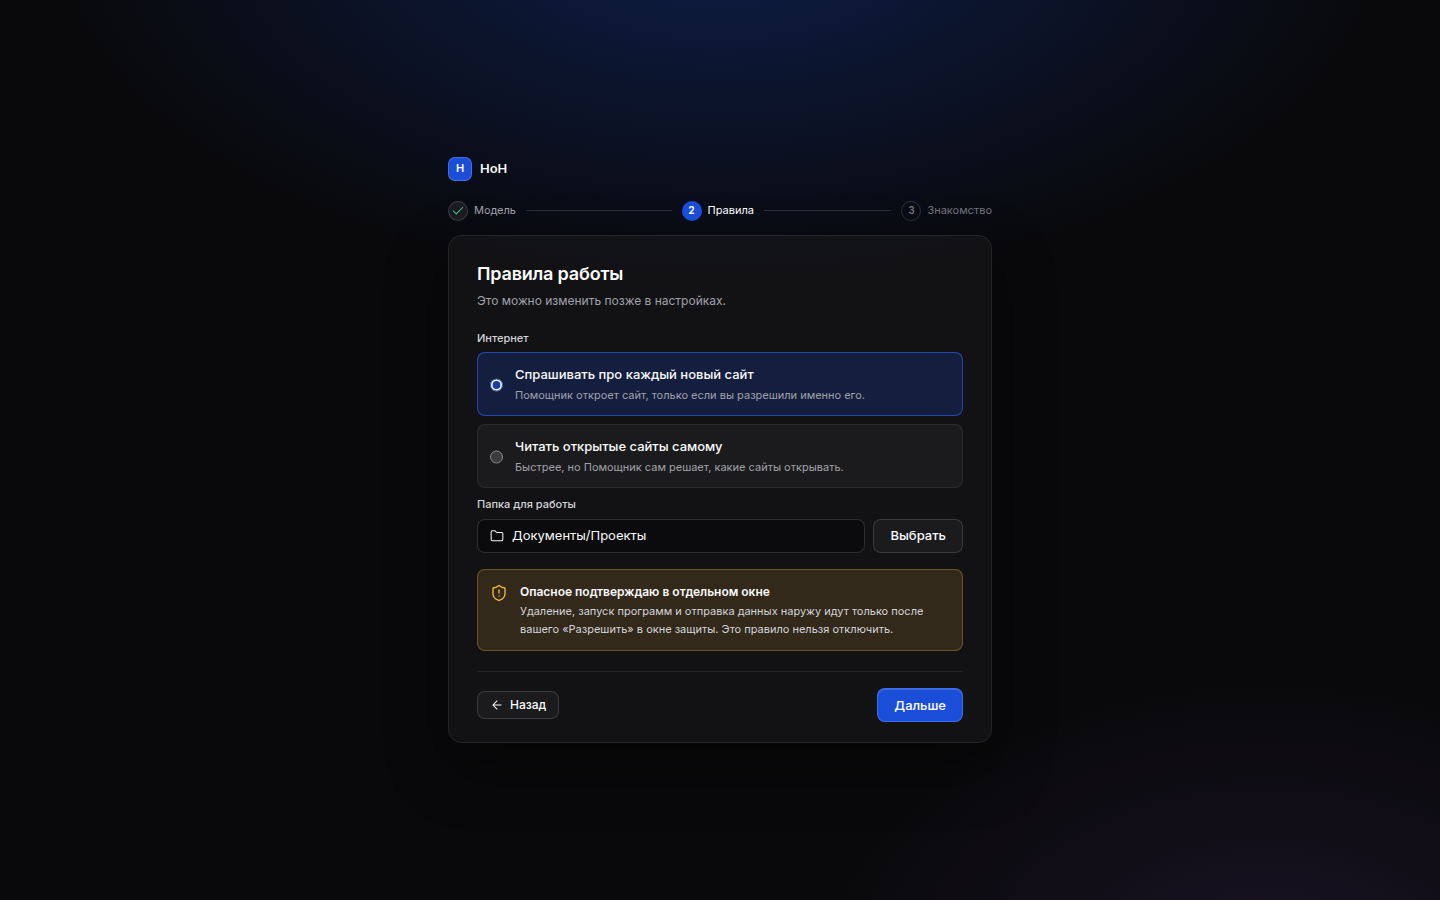 H HoH
Модель 2 Правила 3 Знакомство
Правила работы
Это можно изменить позже в настройках.
Интернет
Спрашивать про каждый новый сайт
Помощник откроет сайт, только если вы разрешили именно его.
Читать открытые сайты самому
Быстрее, но Помощник сам решает, какие сайты открывать.
Папка для работы
Документы/Проекты Выбрать
Опасное подтверждаю в отдельном окне
Удаление, запуск программ и отправка данных наружу идут только после
вашего «Разрешить» в окне защиты. Это правило нельзя отключить.
Назад Дальше